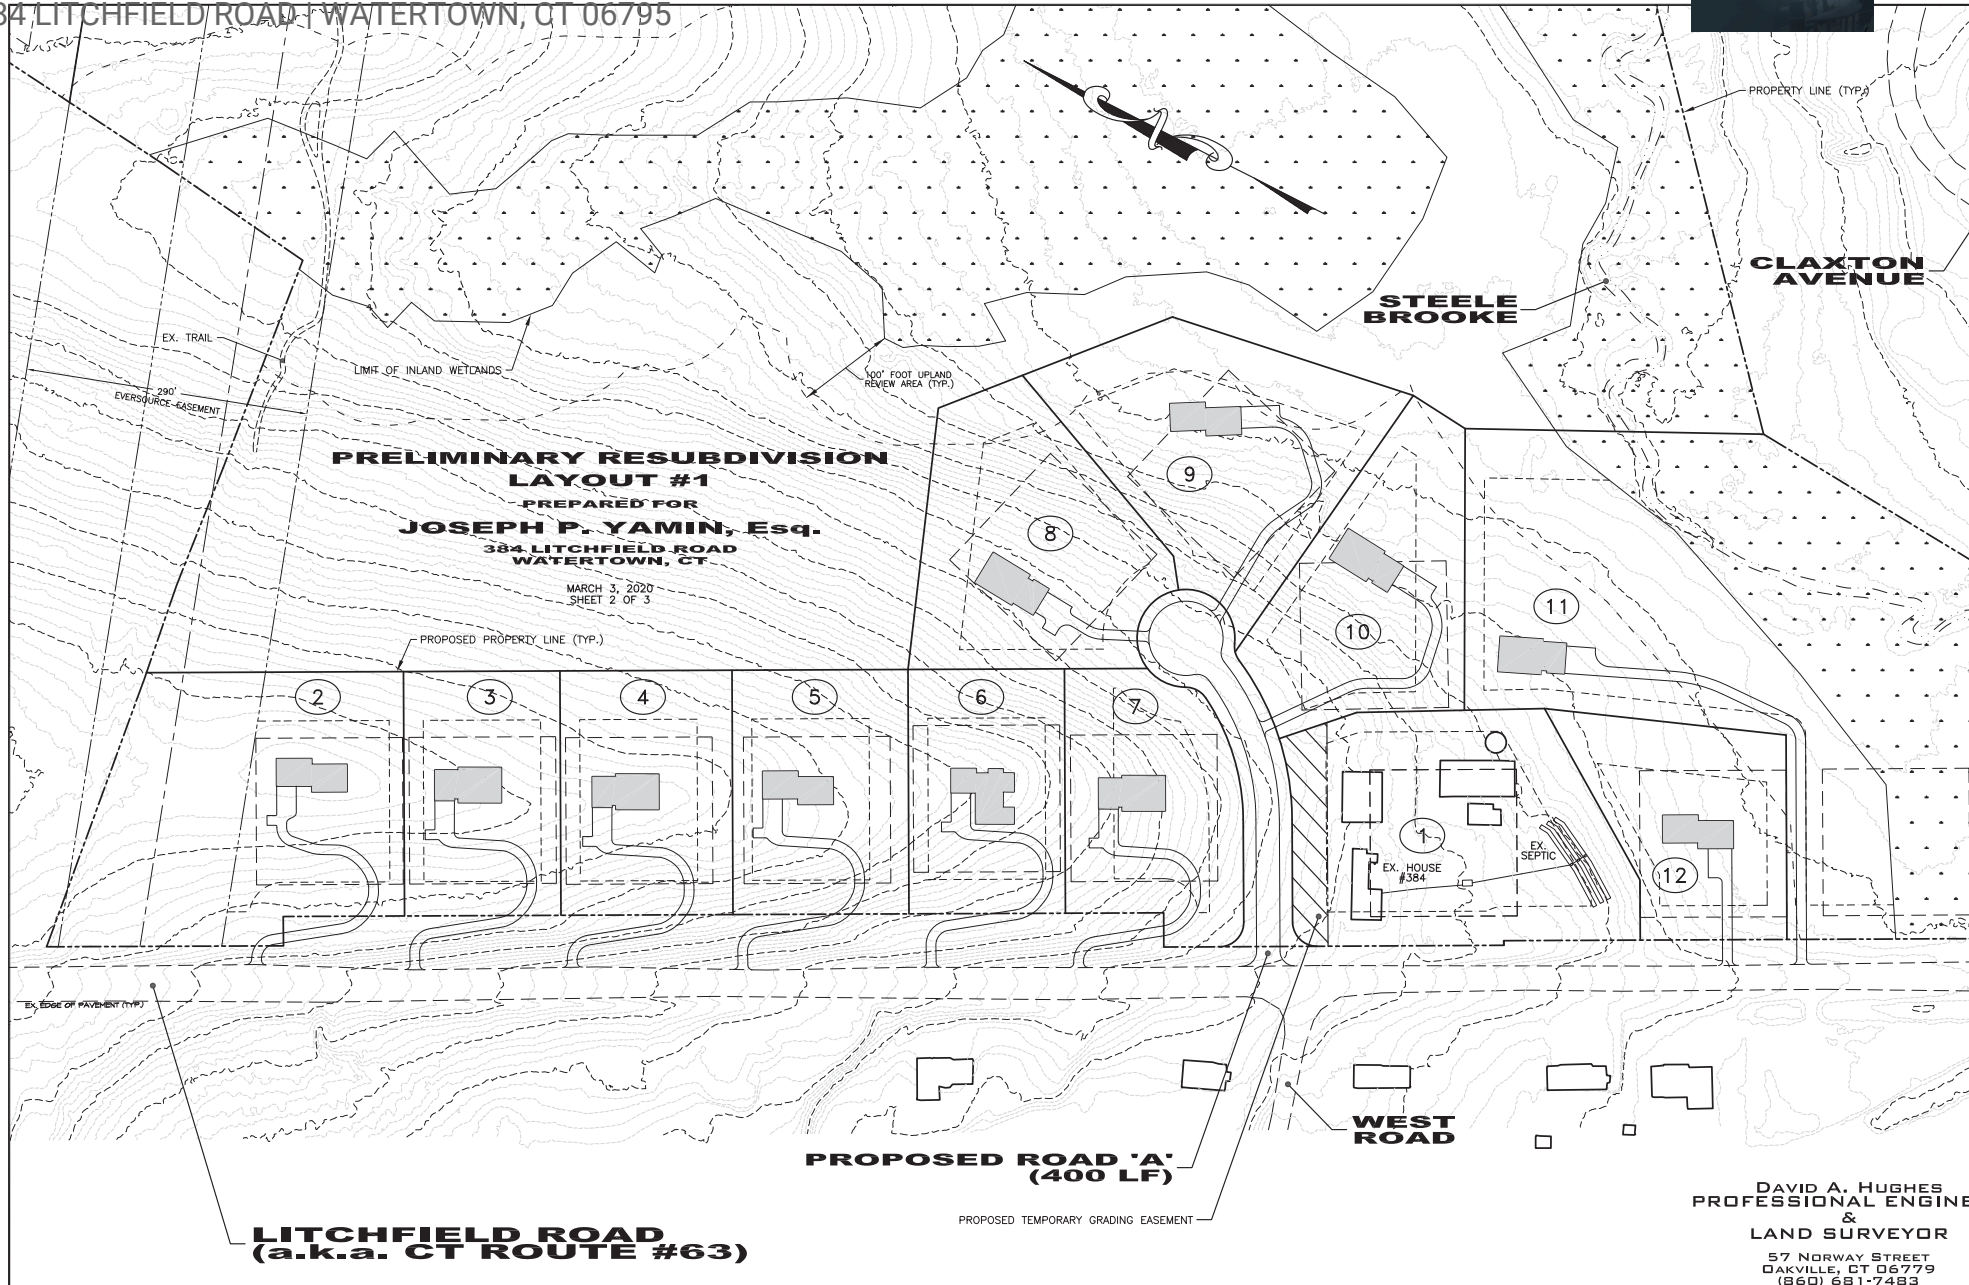 84 LITCHFIELD ROAD | WATERTOWN, CT 06795
PROPERTY LINE (TYP.)
CLAXTON
AVENUE
STEELE
BROOKE
EX. TRAIL
LIMIT OF INLAND WETLANDS
100' FOOT UPLAND
REVIEW AREA (TYP.)
290'
EVERSOURCE EASEMENT
PRELIMINARY RESUBDIVISION
LAYOUT #1
PREPARED FOR
JOSEPH P. YAMIN, Esq.
384 LITCHFIELD ROAD
WATERTOWN, CT
MARCH 3, 2020
SHEET 2 OF 3
PROPOSED PROPERTY LINE (TYP.)
9
8
11
10
2
3
4
5
6
7
1
EX. HOUSE
#384
EX.
SEPTIC
12
EX. EDGE OF PAVEMENT (TYP.)
WEST
ROAD
PROPOSED ROAD 'A'
(400 LF)
PROPOSED TEMPORARY GRADING EASEMENT
LITCHFIELD ROAD
(a.k.a. CT ROUTE #63)
DAVID A. HUGHES
PROFESSIONAL ENGINE
&
LAND SURVEYOR
57 NORWAY STREET
OAKVILLE, CT 06779
(860) 681-7483